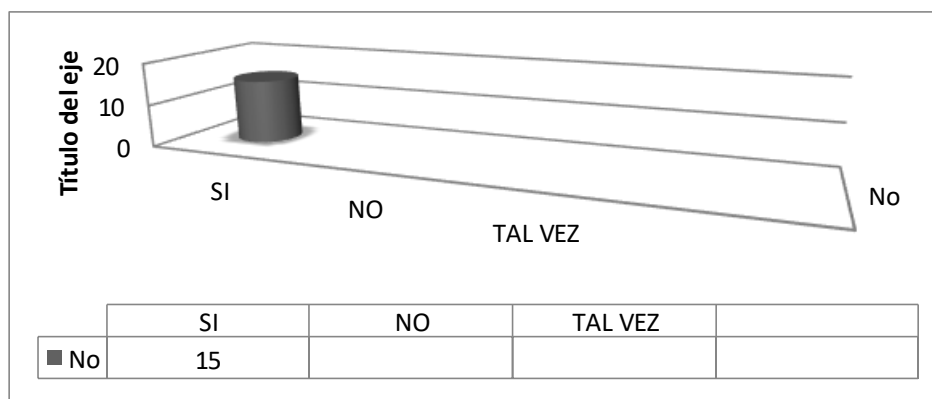 Título del eje
20
10
0
SI
NO
TAL VEZ
No
SI NO TAL VEZ
No 15